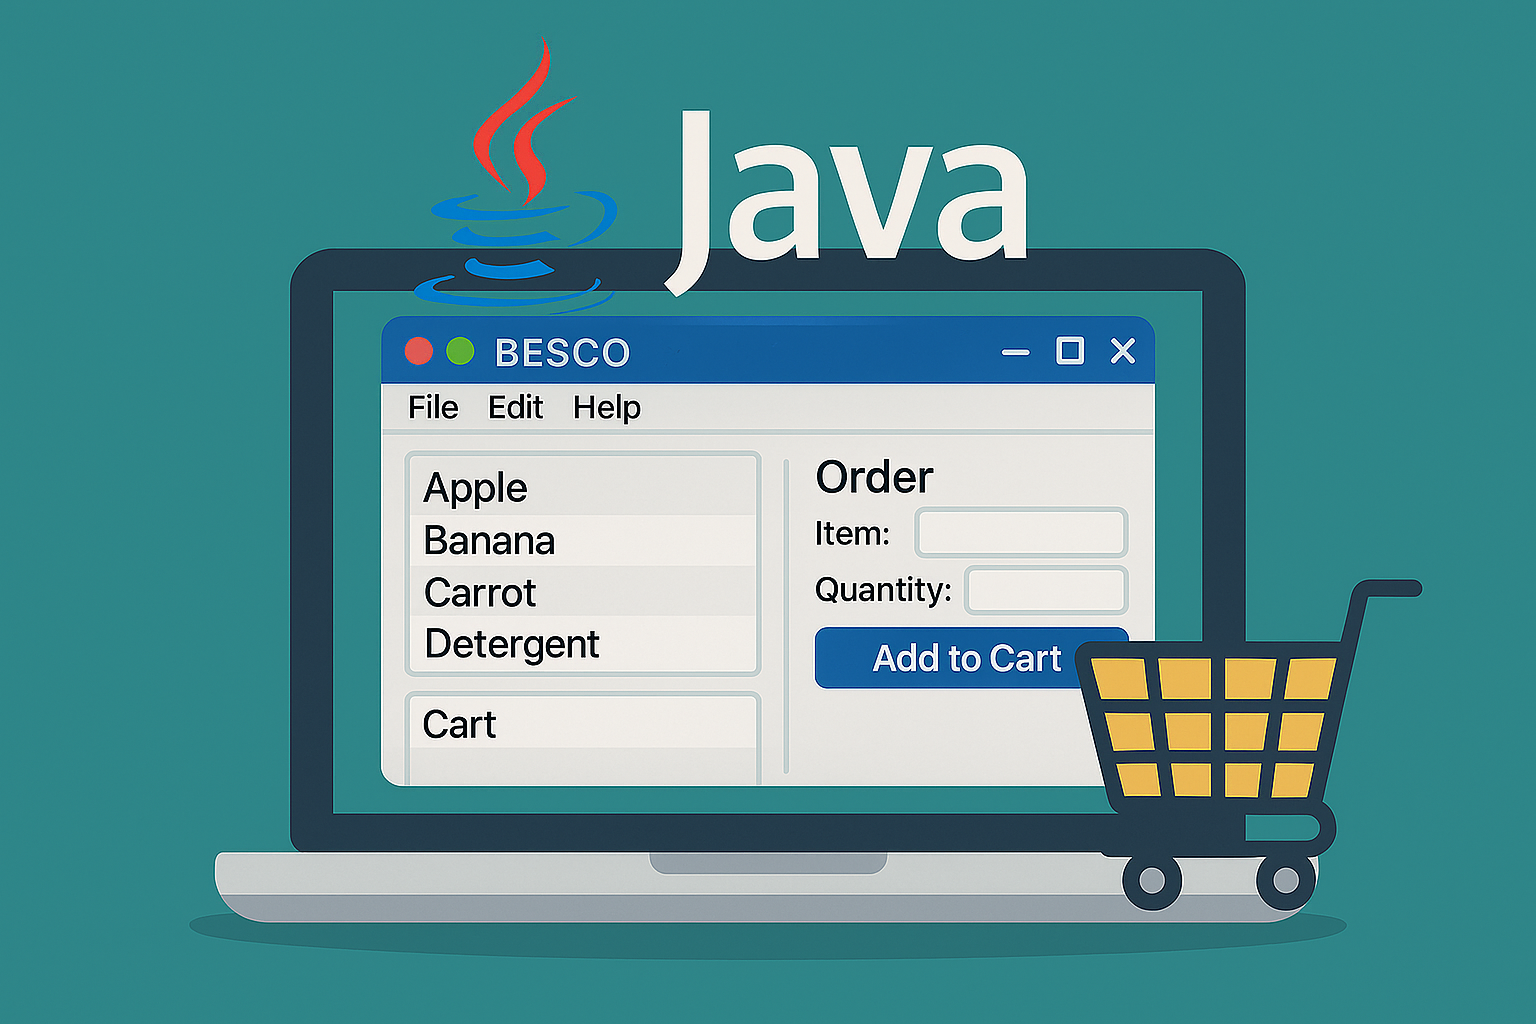 Java
BESCO
File Edit Help
Apple
Banana
Carrot
Detergent
Cart
Order
Item:
Quantity:
Add to Cart